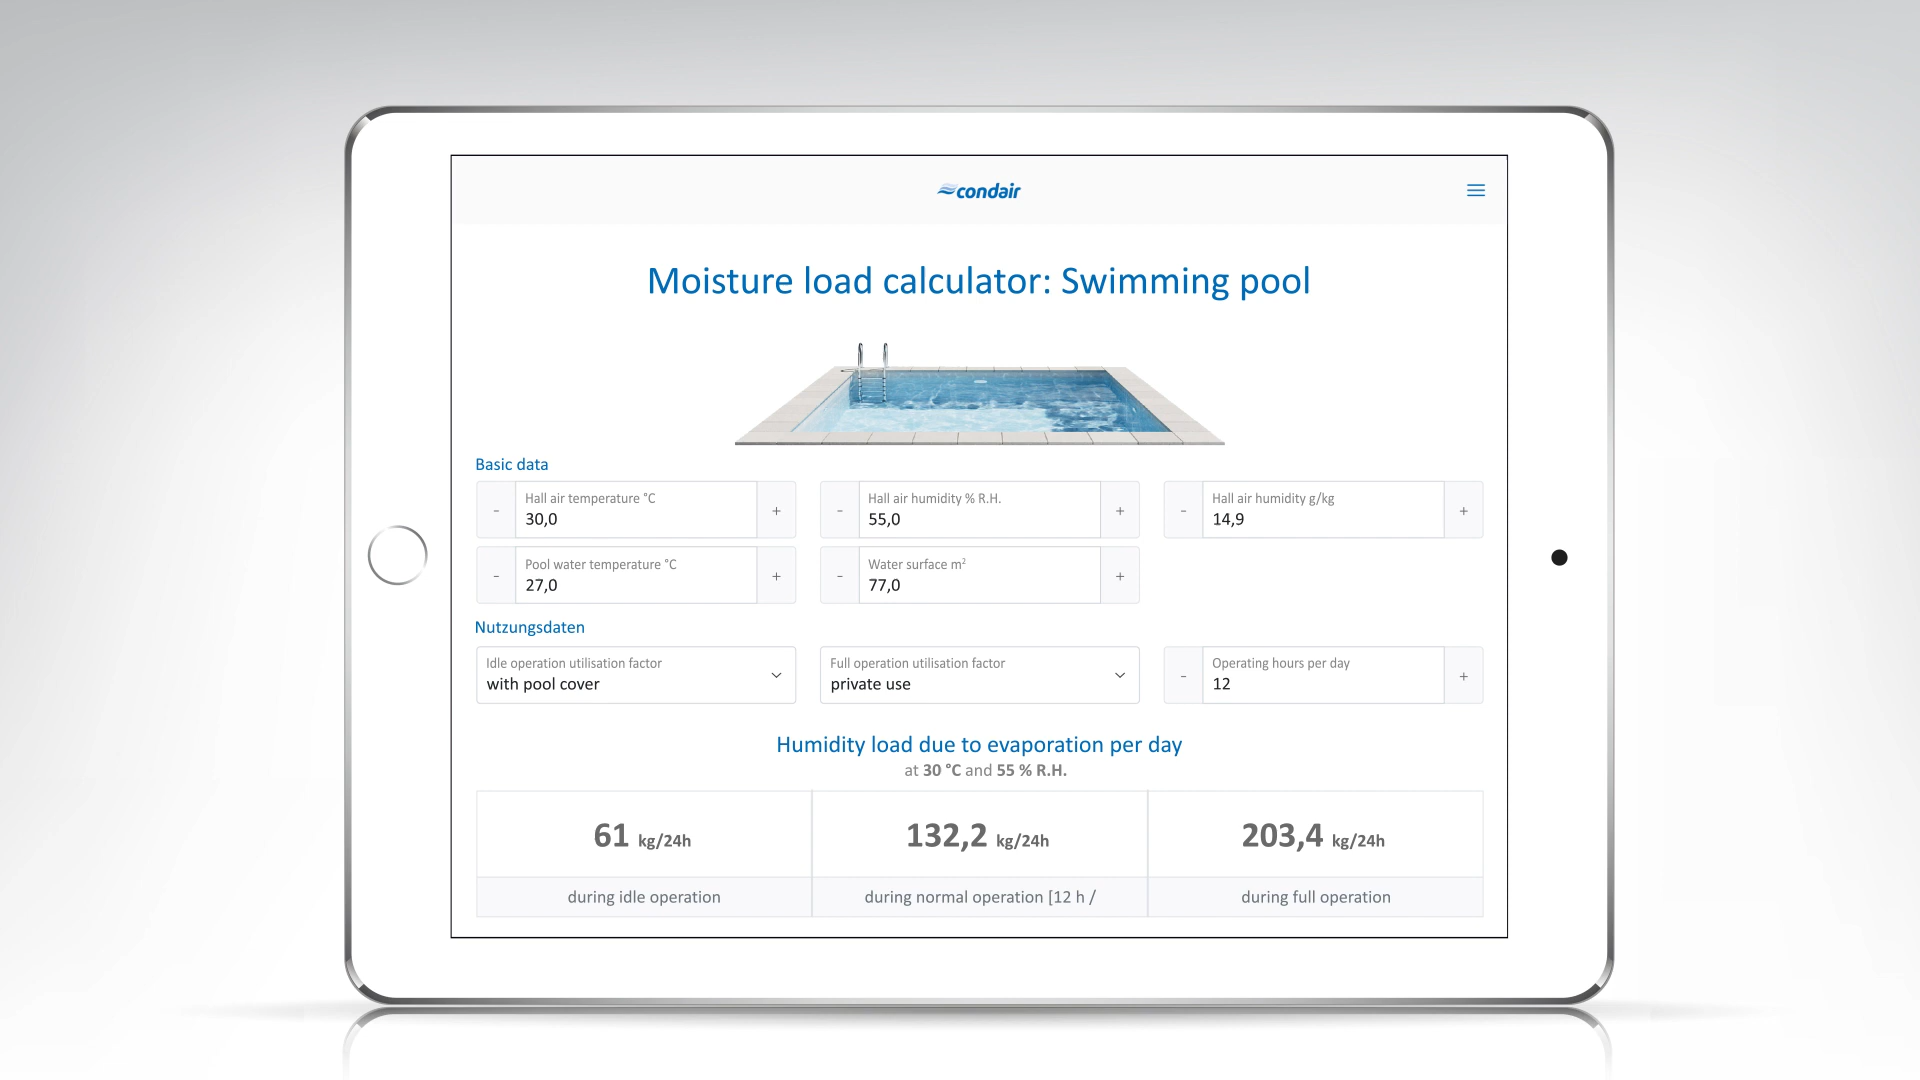 condair
Moisture load calculator: Swimming pool
Basic data
- Hall air temperature °C +
30,0
- Hall air humidity % R.H. +
55,0
- Hall air humidity g/kg +
14,9
- Pool water temperature °C +
27,0
- Water surface m² +
77,0
Nutzungsdaten
Idle operation utilisation factor
with pool cover
Full operation utilisation factor
private use
- Operating hours per day +
12
Humidity load due to evaporation per day
at 30 °C and 55 % R.H.
61 kg/24h
during idle operation
132,2 kg/24h
during normal operation [12 h /
203,4 kg/24h
during full operation